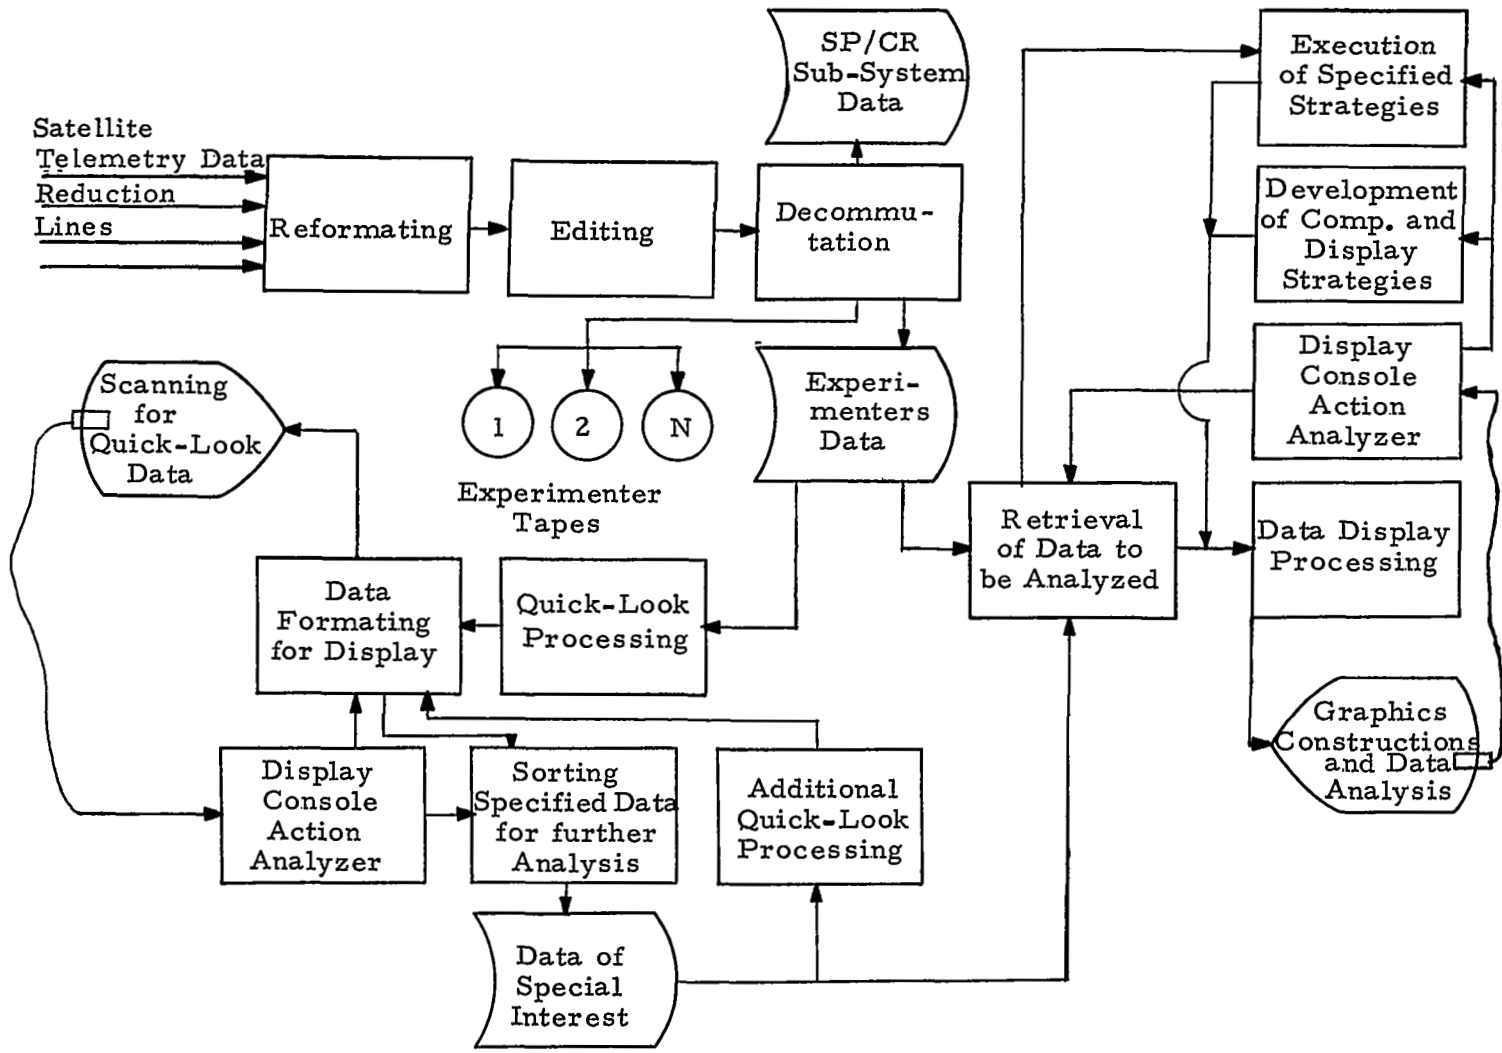 SP/CR
Sub-System
Data
Execution
of Specified
Strategies
Satellite
Telemetry Data
Reduction
Lines
Reformating
Editing
Decommu-
tation
Development
of Comp. and
Display
Strategies
Display
Console
Action
Analyzer
Scanning
for
Quick-Look
Data
1
2
N
Experimenter
Tapes
Experi-
menters
Data
Retrieval
of Data to
be Analyzed
Data Display
Processing
Data
Formating
for Display
Quick-Look
Processing
Graphics
Constructions
and Data
Analysis
Display
Console
Action
Analyzer
Sorting
Specified Data
for further
Analysis
Additional
Quick-Look
Processing
Data of
Special
Interest